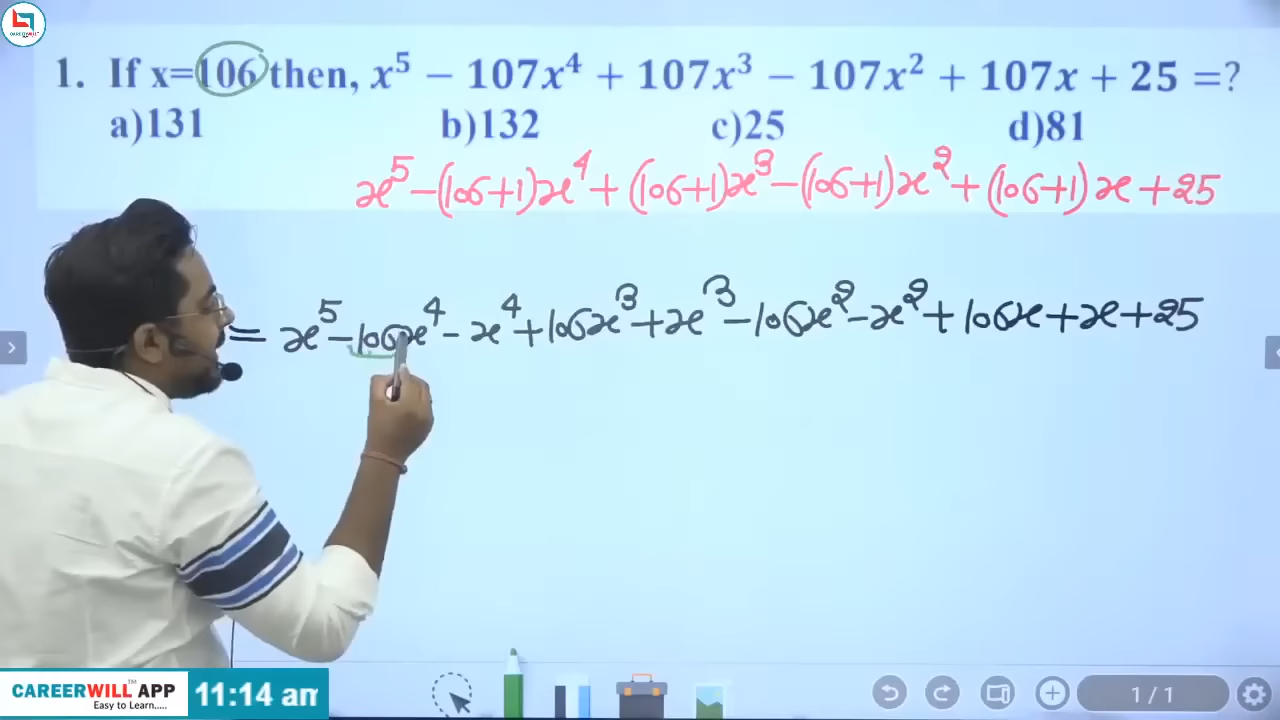 CAREERWILL
1. If x=106 then, x⁵ − 107x⁴ + 107x³ − 107x² + 107x + 25 =?
a)131 b)132 c)25 d)81
x⁵ − (106+1)x⁴ + (106+1)x³ − (106+1)x² + (106+1)x + 25
= x⁵ − 106x⁴ − x⁴ + 106x³ + x³ − 106x² − x² + 106x + x + 25
CAREERWILL™ APP
Easy to Learn.....
11:14 am
1 / 1